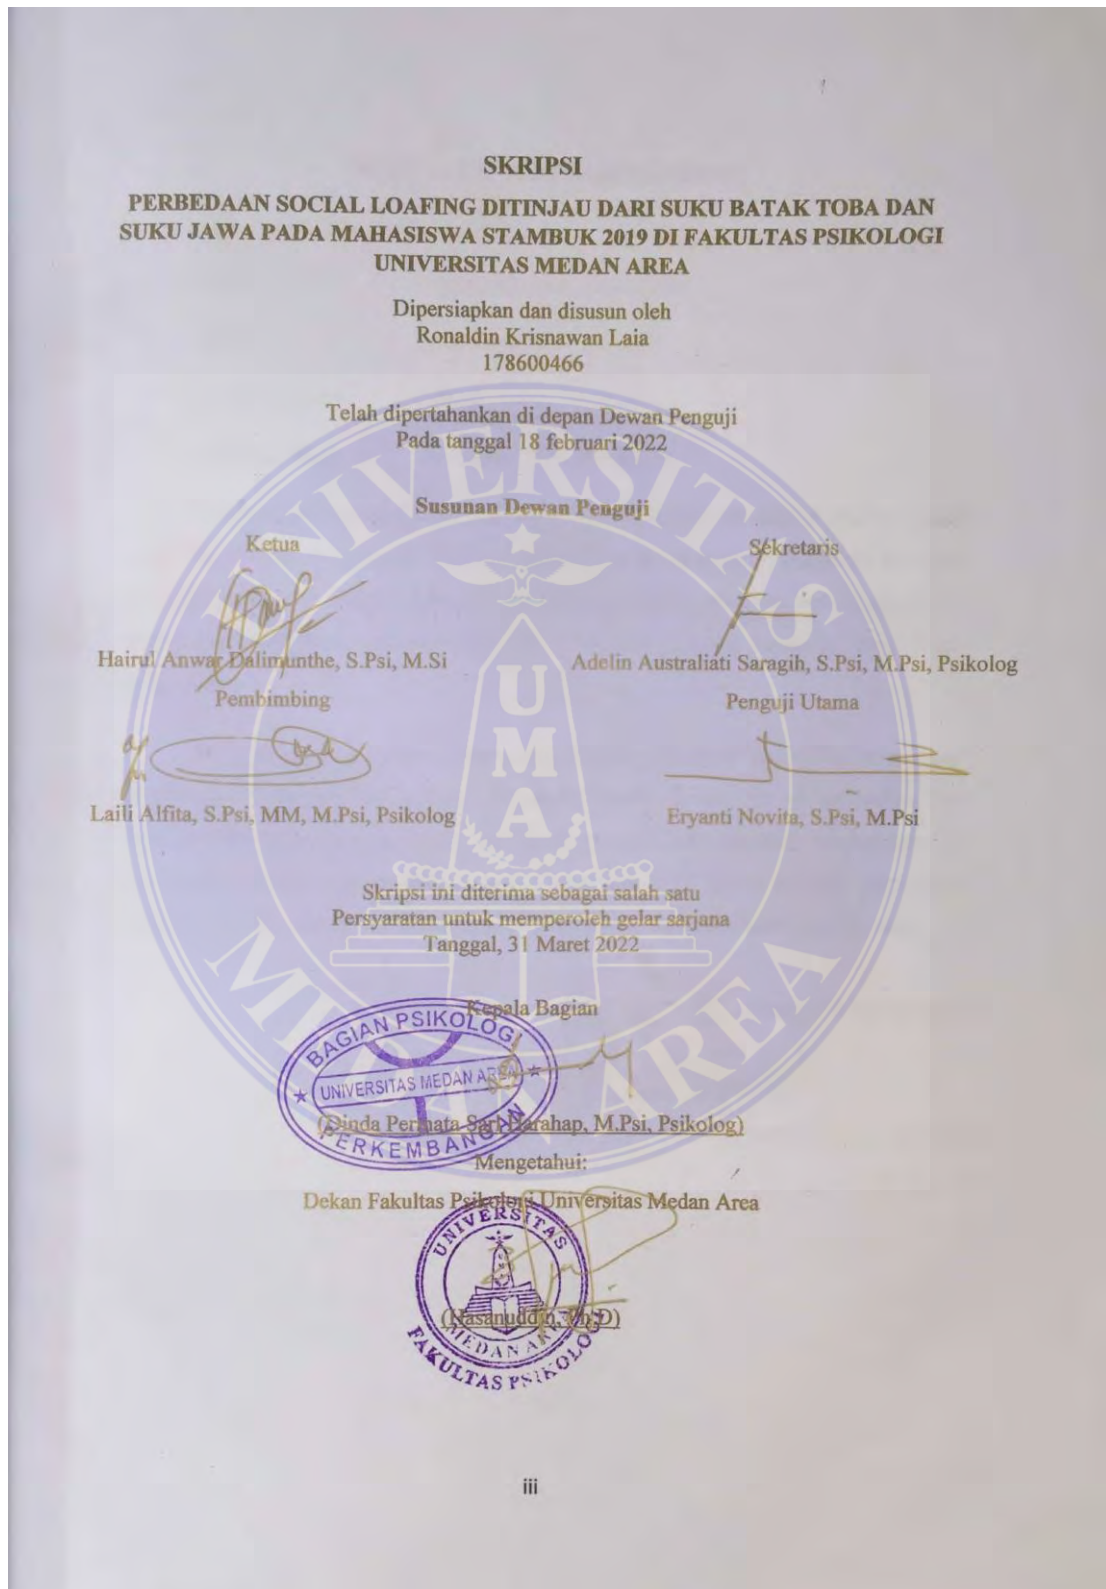 SKRIPSI
PERBEDAAN SOCIAL LOAFING DITINJAU DARI SUKU BATAK TOBA DAN
SUKU JAWA PADA MAHASISWA STAMBUK 2019 DI FAKULTAS PSIKOLOGI
UNIVERSITAS MEDAN AREA
Dipersiapkan dan disusun oleh
Ronaldin Krisnawan Laia
178600466
Telah dipertahankan di depan Dewan Penguji
Pada tanggal 18 februari 2022
Susunan Dewan Penguji
Ketua
Sekretaris
Hairul Anwar Dalimunthe, S.Psi, M.Si
Adelin Australiati Saragih, S.Psi, M.Psi, Psikolog
Pembimbing
Penguji Utama
Laili Alfita, S.Psi, MM, M.Psi, Psikolog
Eryanti Novita, S.Psi, M.Psi
Skripsi ini diterima sebagai salah satu
Persyaratan untuk memperoleh gelar sarjana
Tanggal, 31 Maret 2022
Kepala Bagian
BAGIAN PSIKOLOGI
UNIVERSITAS MEDAN AREA
PERKEMBANGAN
(Dinda Permata Sari Harahap, M.Psi, Psikolog)
Mengetahui:
Dekan Fakultas Psikologi Universitas Medan Area
UNIVERSITAS
MEDAN AREA
FAKULTAS PSIKOLOGI
(Hasanuddin, Ph.D)
UNIVERSITAS
UMA
MEDAN AREA
iii